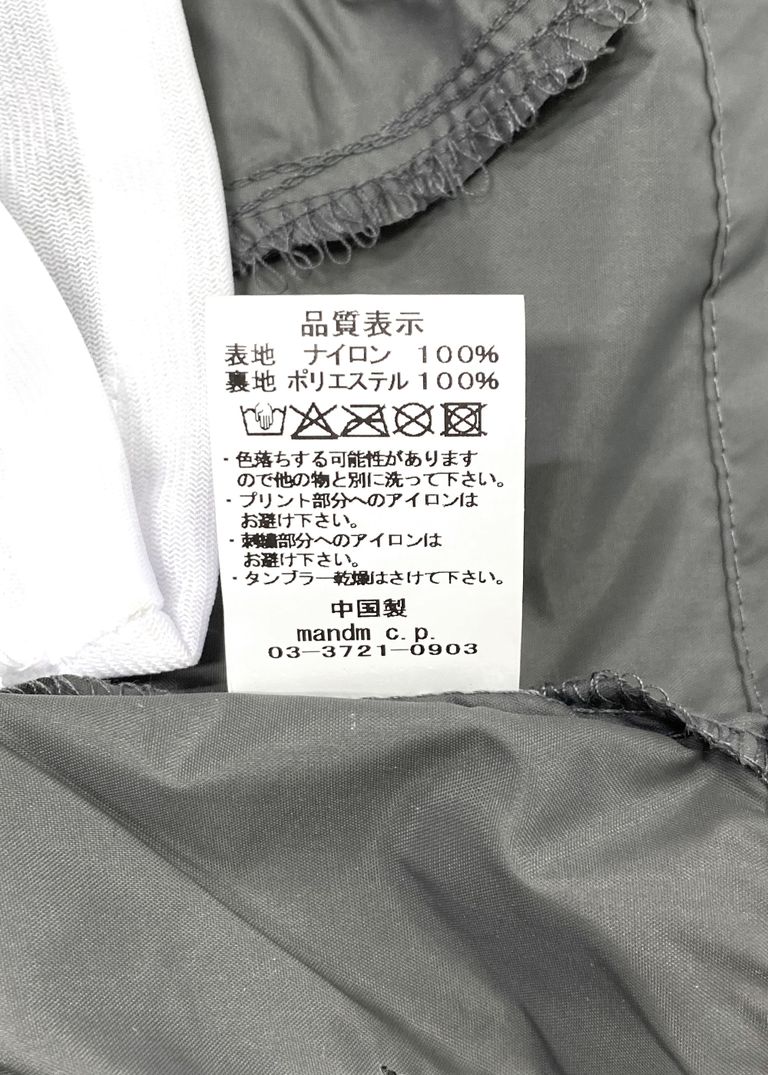 品質表示
表地 ナイロン 100%
裏地 ポリエステル 100%
・色落ちする可能性があります
ので他の物と別に洗って下さい。
・プリント部分へのアイロンは
お避け下さい。
・刺繍部分へのアイロンは
お避け下さい。
・タンブラー乾燥はさけて下さい。
中国製
mandm c.p.
03-3721-0903